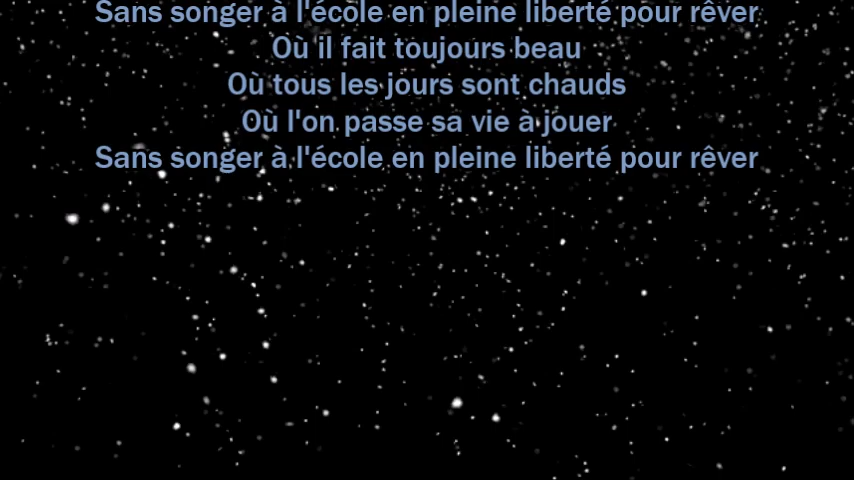 Sans songer à l'école en pleine liberté pour rêver
Où il fait toujours beau
Où tous les jours sont chauds
Où l'on passe sa vie à jouer
Sans songer à l'école en pleine liberté pour rêver